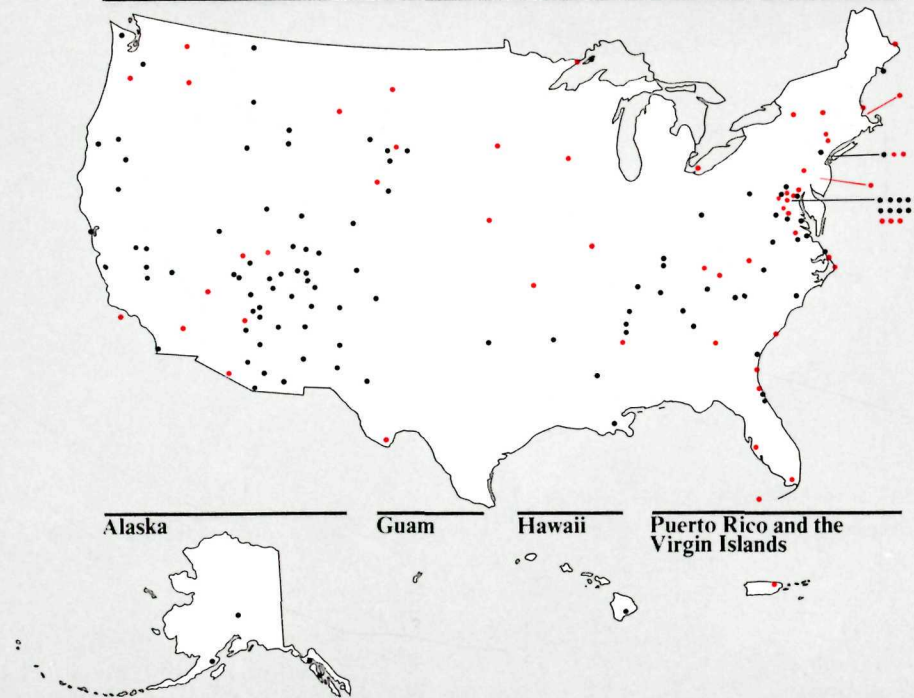 Alaska
Guam
Hawaii
Puerto Rico and the
Virgin Islands